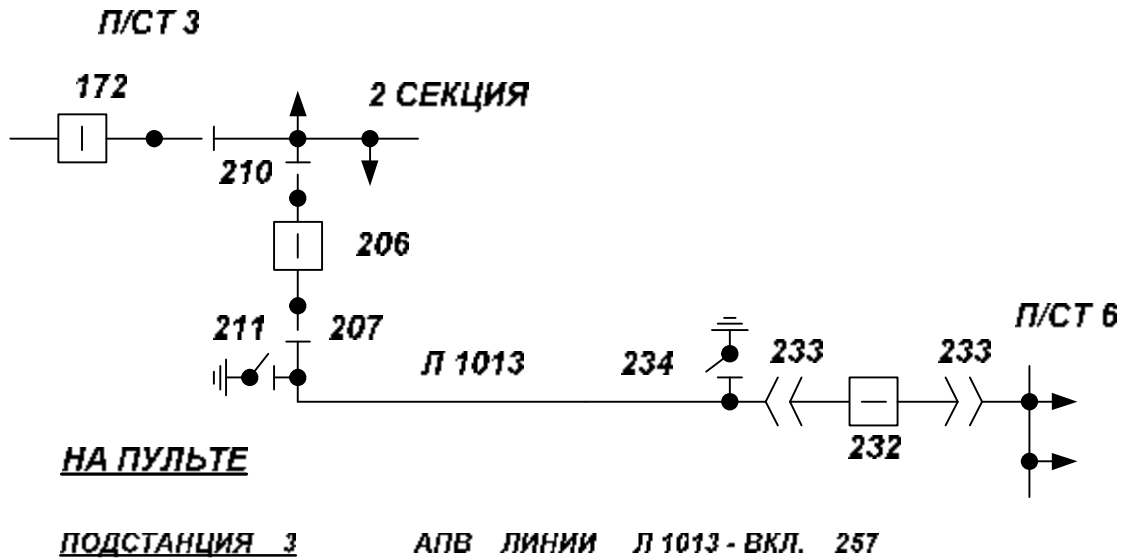 П/СТ 3
172
2 СЕКЦИЯ
210
206
211
207
Л 1013
234
233
233
П/СТ 6
232
НА ПУЛЬТЕ
ПОДСТАНЦИЯ 3 АПВ ЛИНИИ Л 1013 - ВКЛ. 257